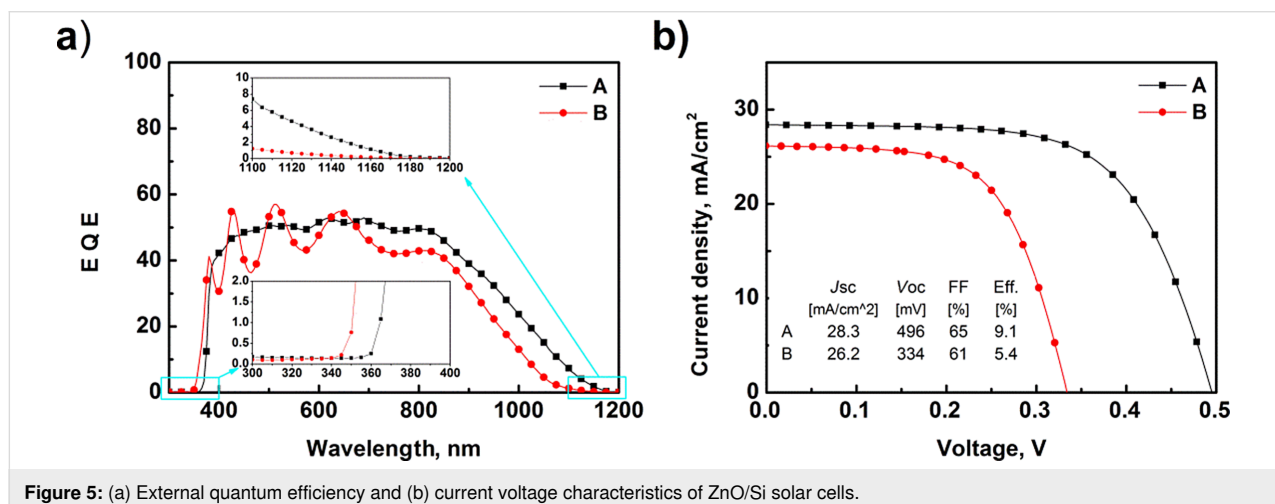 a)
100
80
60
40
20
0
E Q E
400 600 800 1000 1200
Wavelength, nm
A
B
10
8
6
4
2
0
1100 1120 1140 1160 1180 1200
2.0
1.5
1.0
0.5
0.0
300 320 340 360 380 400
b)
30
20
10
0
Current density, mA/cm²
0.0 0.1 0.2 0.3 0.4 0.5
Voltage, V
A
B
Jsc Voc FF Eff.
[mA/cm^2] [mV] [%] [%]
A 28.3 496 65 9.1
B 26.2 334 61 5.4
Figure 5: (a) External quantum efficiency and (b) current voltage characteristics of ZnO/Si solar cells.